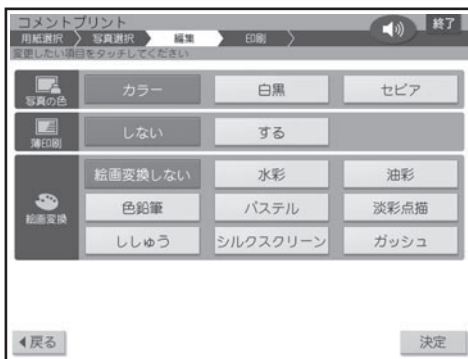 コメントプリント
終了
用紙選択 写真選択 編集 印刷
変更したい項目をタッチしてください
写真の色 カラー 白黒 セピア
薄印刷 しない する
絵画変換しない 水彩 油彩
絵画変換 色鉛筆 パステル 淡彩点描
ししゅう シルクスクリーン ガッシュ
戻る 決定